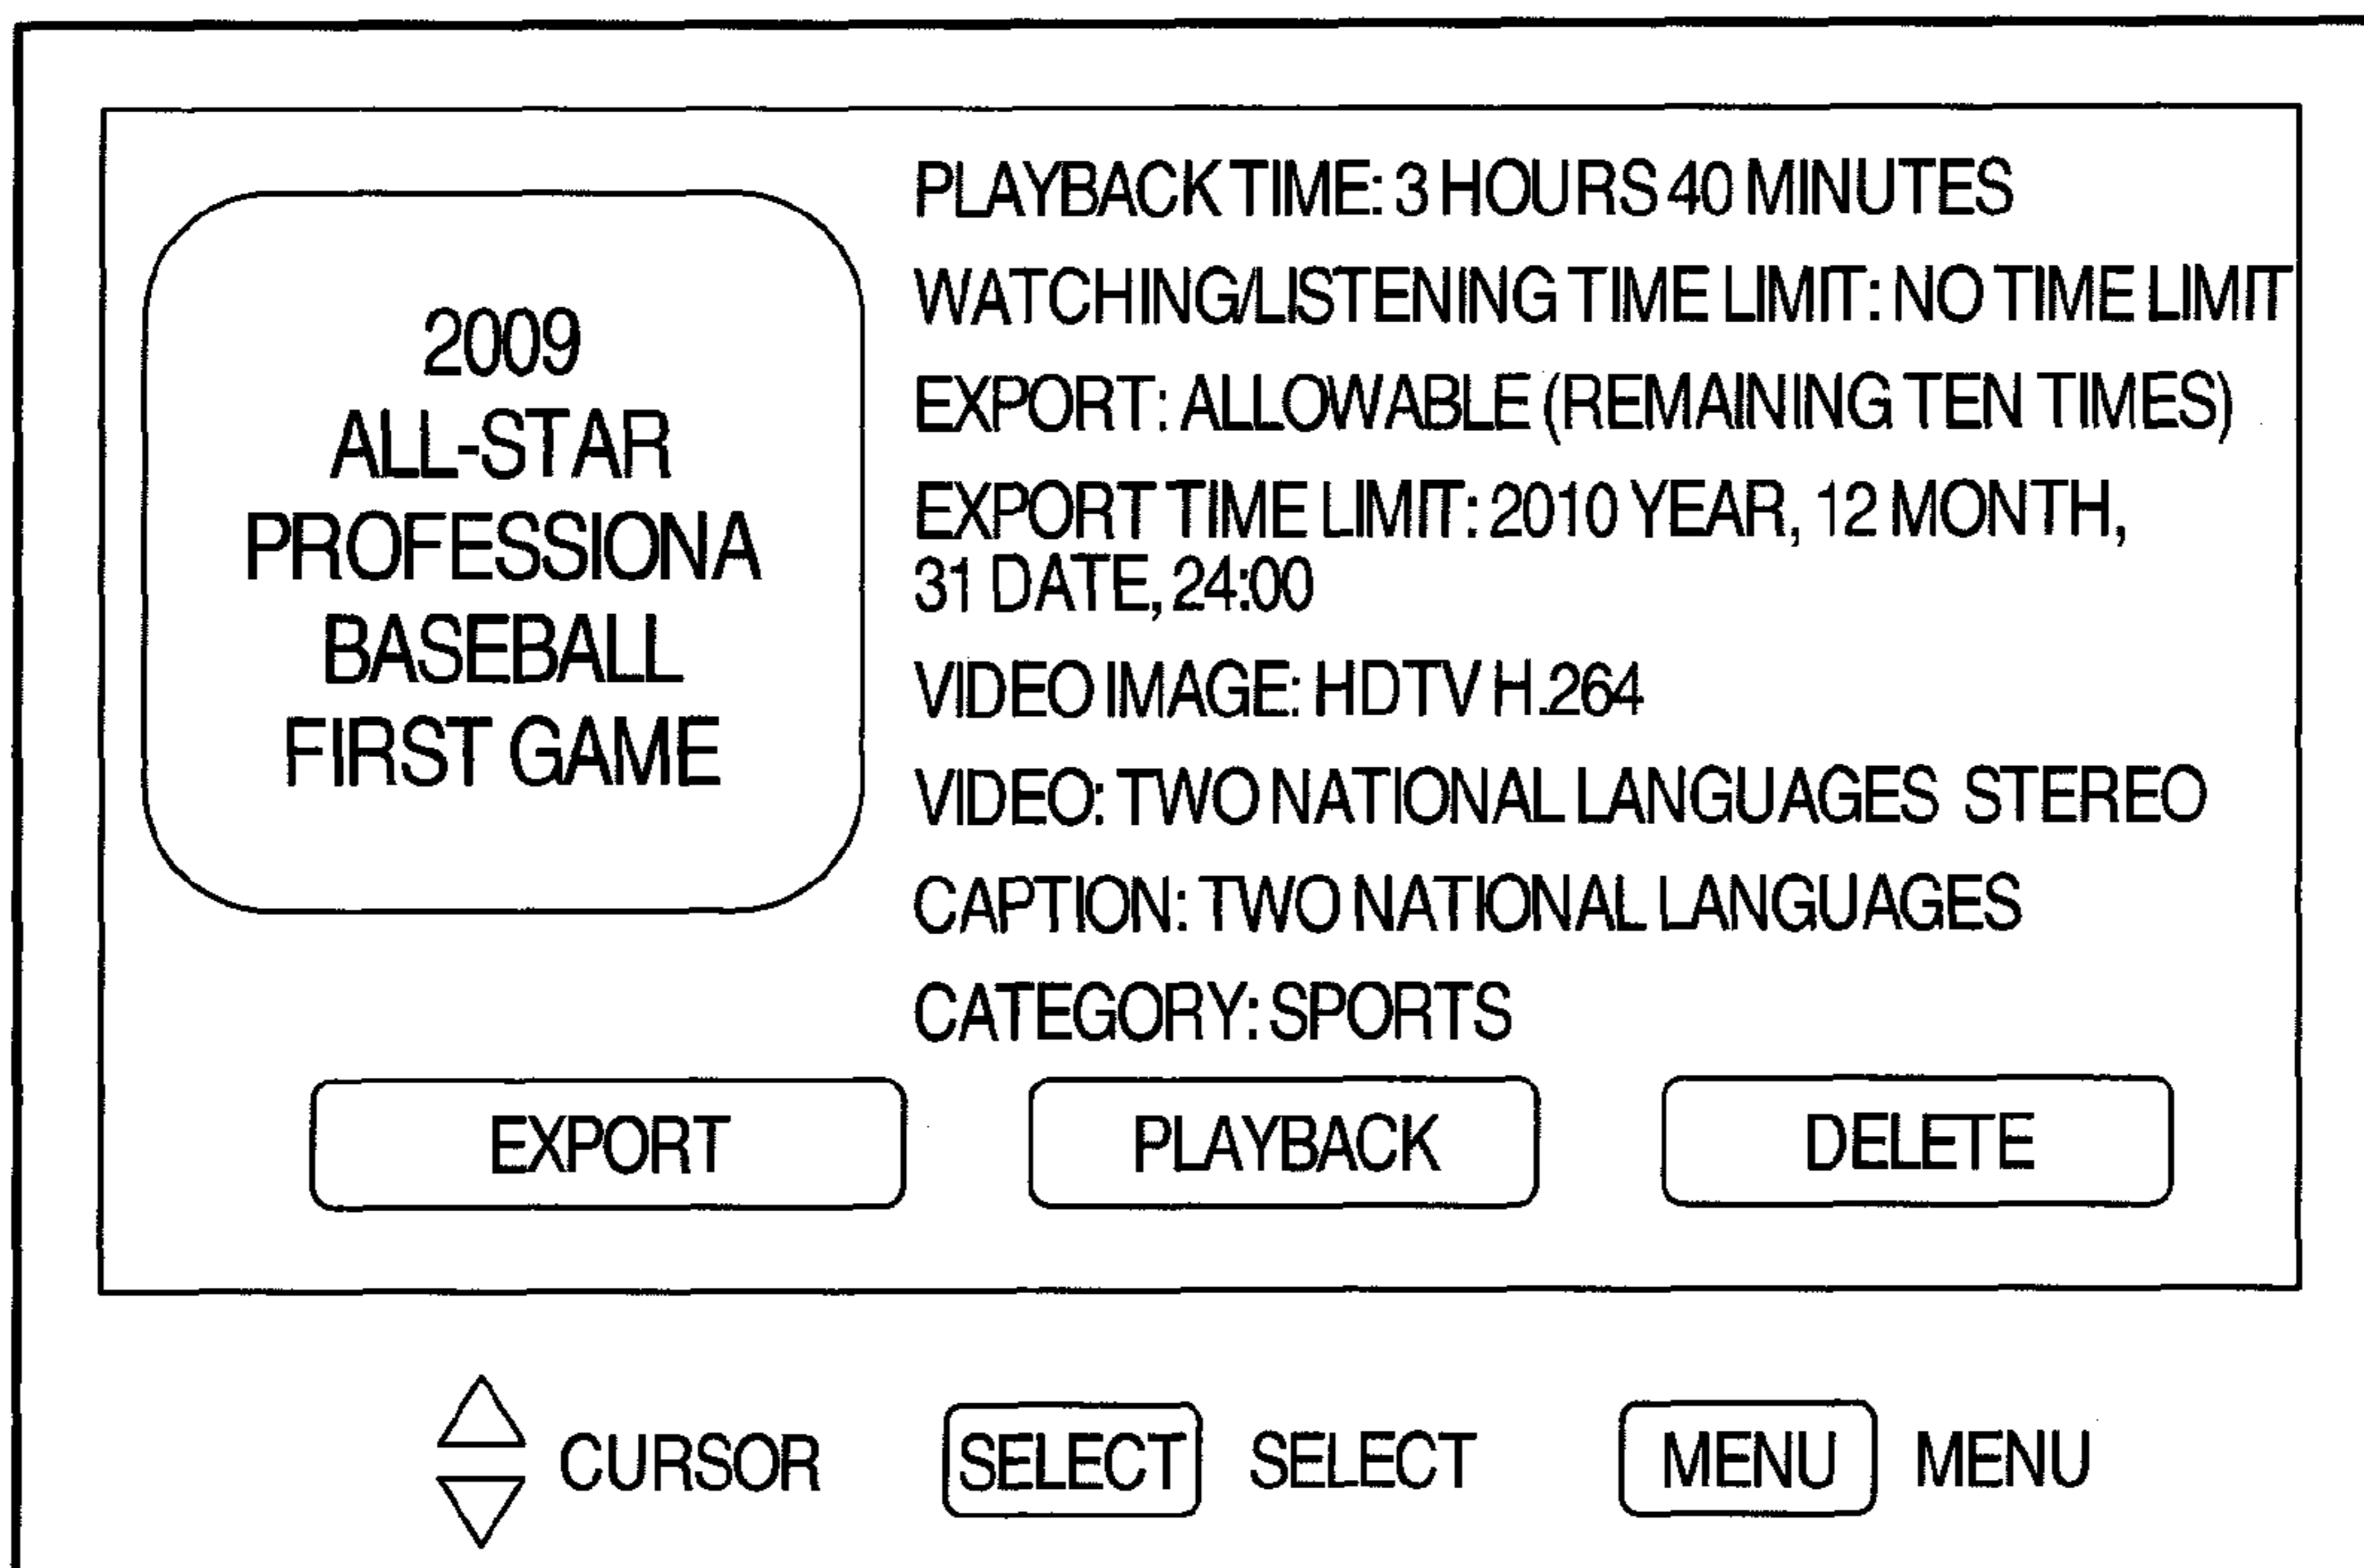 2009
ALL-STAR
PROFESSIONA
BASEBALL
FIRST GAME
PLAYBACK TIME: 3 HOURS 40 MINUTES
WATCHING/LISTENING TIME LIMIT: NO TIME LIMIT
EXPORT: ALLOWABLE (REMAINING TEN TIMES)
EXPORT TIME LIMIT: 2010 YEAR, 12 MONTH,
31 DATE, 24:00
VIDEO IMAGE: HDTV H.264
VIDEO: TWO NATIONAL LANGUAGES STEREO
CAPTION: TWO NATIONAL LANGUAGES
CATEGORY: SPORTS
EXPORT PLAYBACK DELETE
CURSOR SELECT SELECT MENU MENU